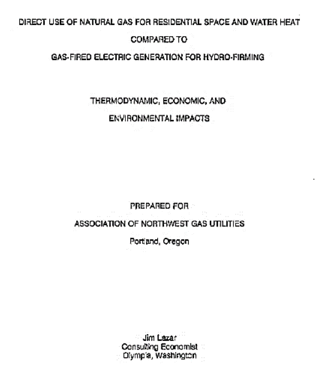 DIRECT USE OF NATURAL GAS FOR RESIDENTIAL SPACE AND WATER HEAT
COMPARED TO
GAS-FIRED ELECTRIC GENERATION FOR HYDRO-FIRMING
THERMODYNAMIC, ECONOMIC, AND
ENVIRONMENTAL IMPACTS
PREPARED FOR
ASSOCIATION OF NORTHWEST GAS UTILITIES
Portland, Oregon
Jim Lazar
Consulting Economist
Olympia, Washington